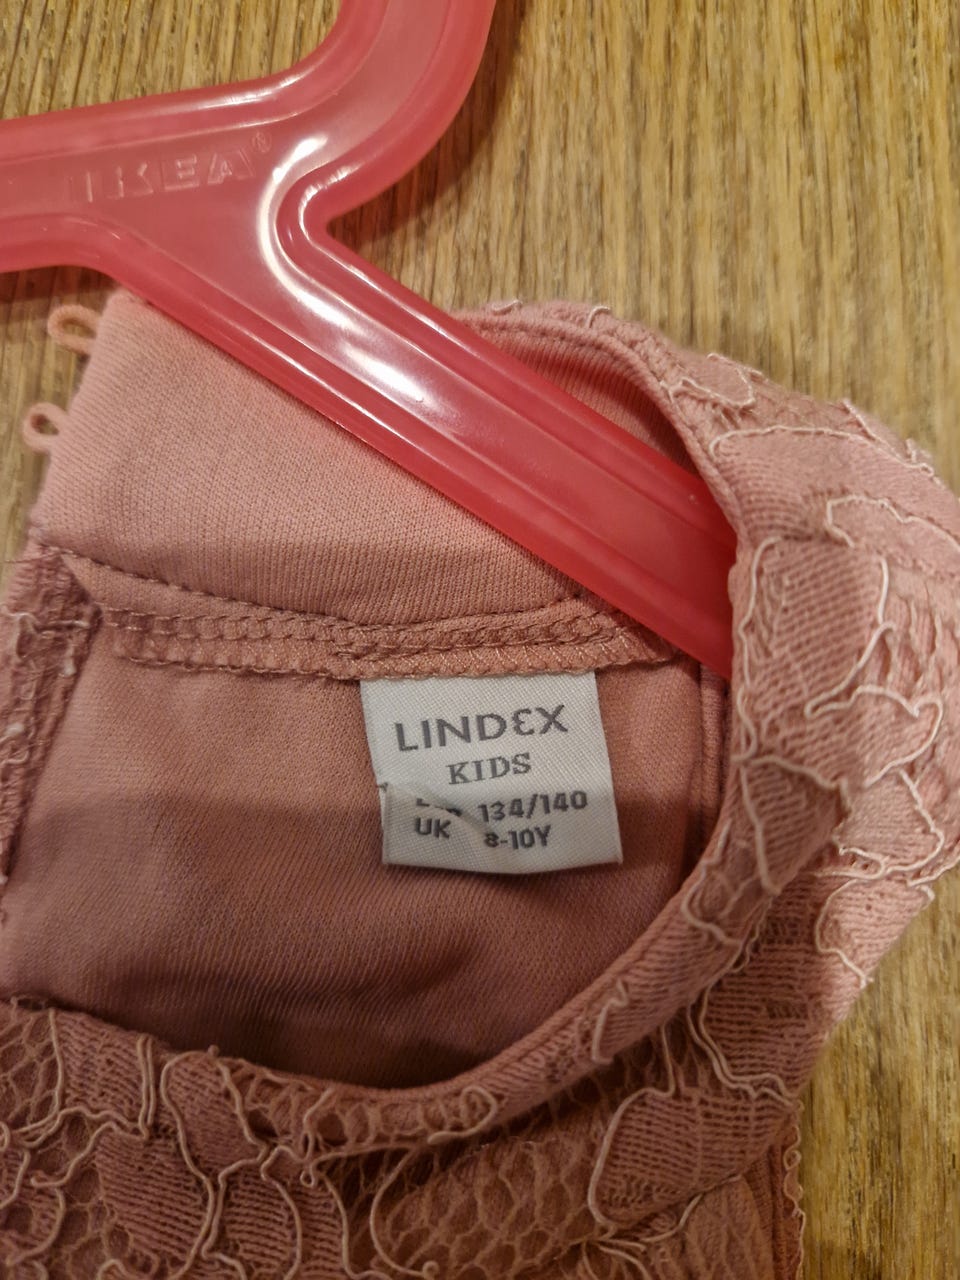 IKEA®
LINDEX
KIDS
134/140
UK 8-10Y